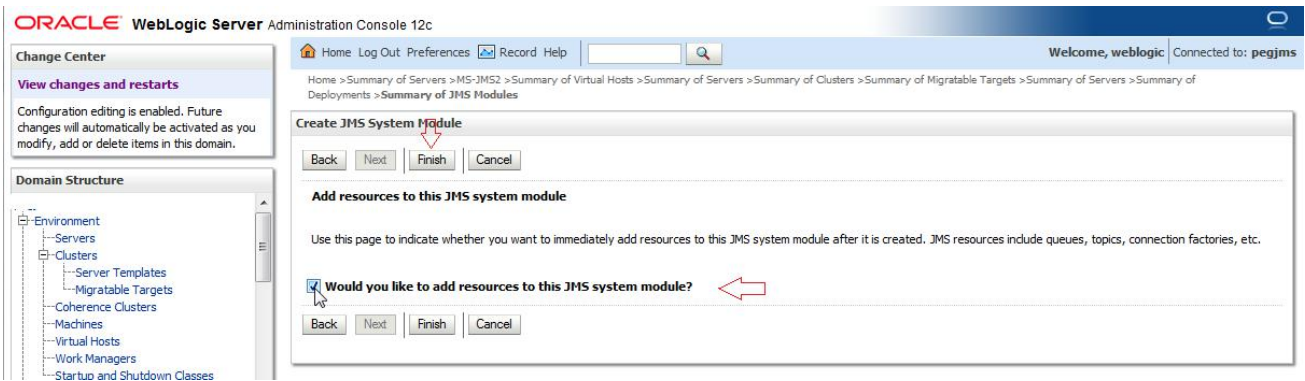 ORACLE WebLogic Server Administration Console 12c
Change Center
View changes and restarts
Configuration editing is enabled. Future
changes will automatically be activated as you
modify, add or delete items in this domain.
Domain Structure
Environment
Servers
Clusters
Server Templates
Migratable Targets
Coherence Clusters
Machines
Virtual Hosts
Work Managers
Startup and Shutdown Classes
Home Log Out Preferences Record Help
Welcome, weblogic Connected to: pegjms
Home >Summary of Servers >MS-JMS2 >Summary of Virtual Hosts >Summary of Servers >Summary of Clusters >Summary of Migratable Targets >Summary of Servers >Summary of
Deployments >Summary of JMS Modules
Create JMS System Module
Back Next Finish Cancel
Add resources to this JMS system module
Use this page to indicate whether you want to immediately add resources to this JMS system module after it is created. JMS resources include queues, topics, connection factories, etc.
Would you like to add resources to this JMS system module?
Back Next Finish Cancel